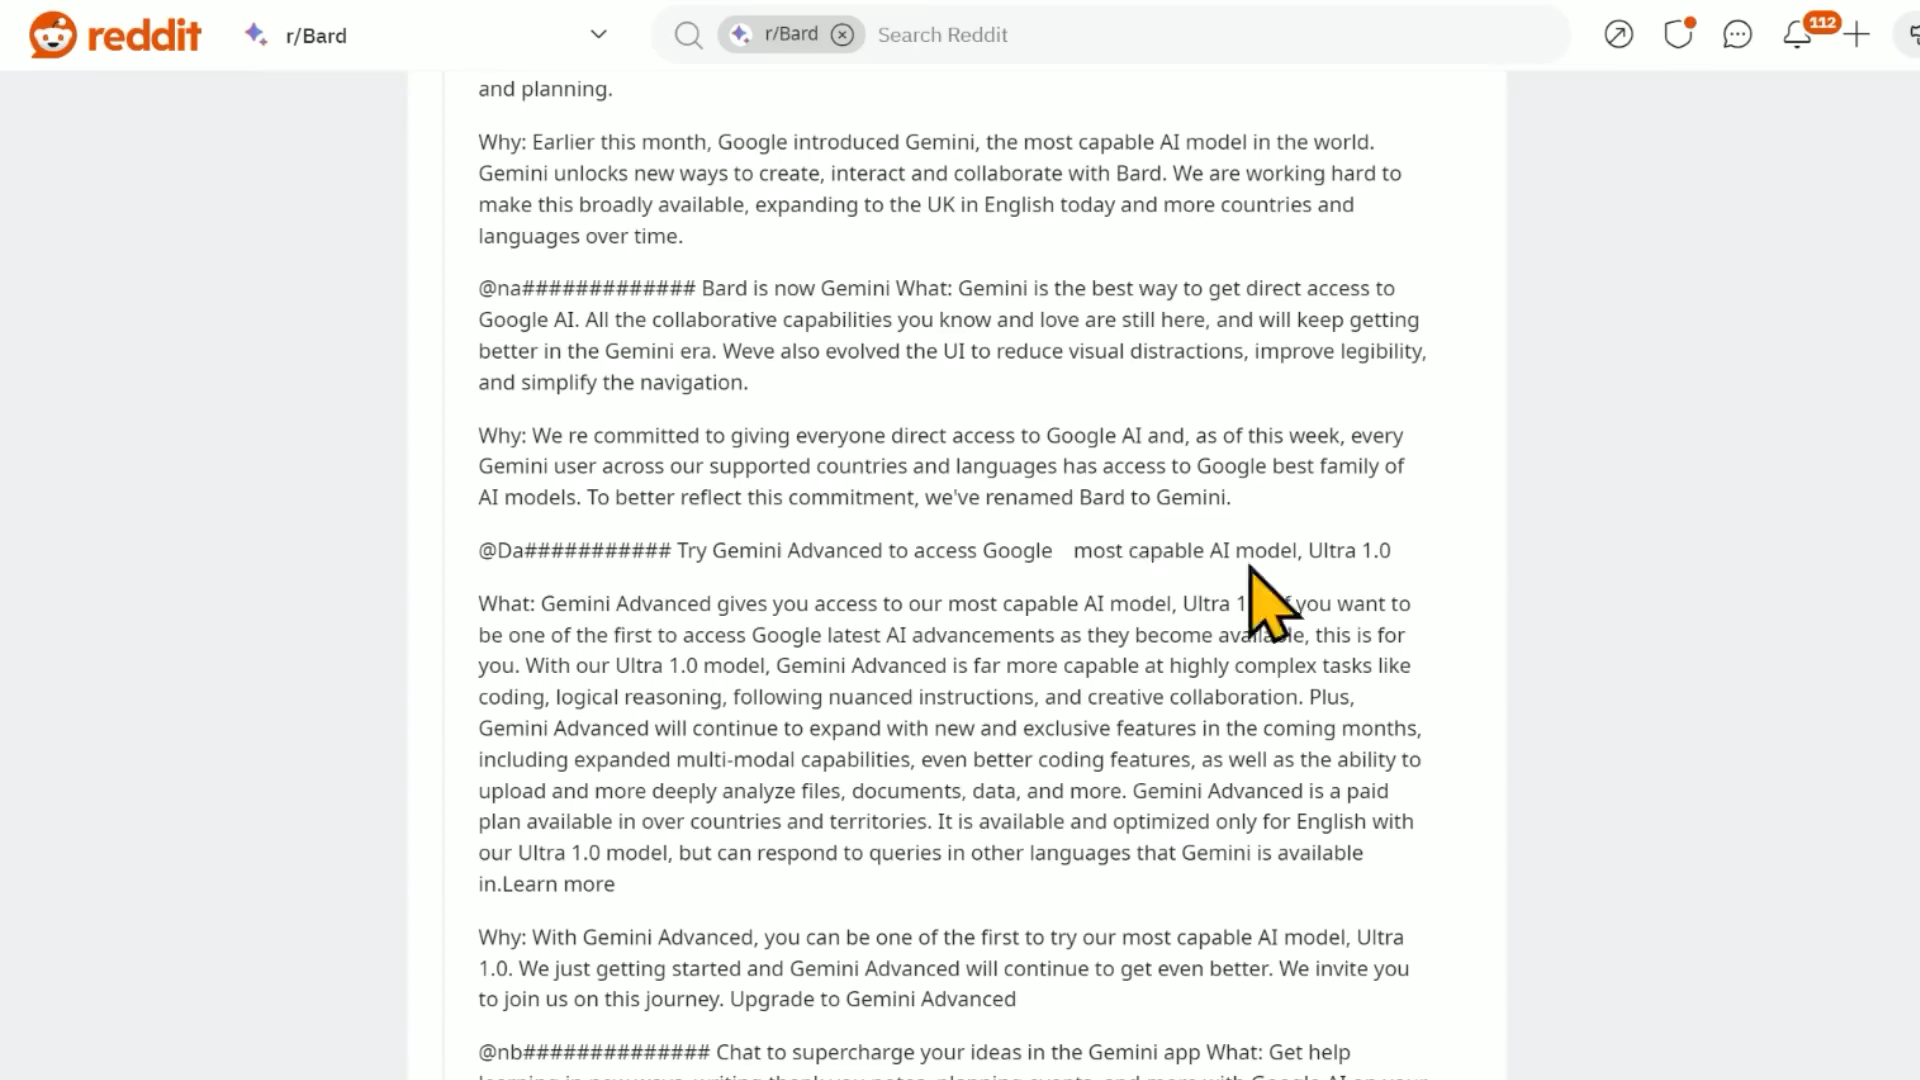 reddit r/Bard r/Bard Search Reddit 112
and planning.
Why: Earlier this month, Google introduced Gemini, the most capable AI model in the world.
Gemini unlocks new ways to create, interact and collaborate with Bard. We are working hard to
make this broadly available, expanding to the UK in English today and more countries and
languages over time.
@na############# Bard is now Gemini What: Gemini is the best way to get direct access to
Google AI. All the collaborative capabilities you know and love are still here, and will keep getting
better in the Gemini era. Weve also evolved the UI to reduce visual distractions, improve legibility,
and simplify the navigation.
Why: We re committed to giving everyone direct access to Google AI and, as of this week, every
Gemini user across our supported countries and languages has access to Google best family of
AI models. To better reflect this commitment, we've renamed Bard to Gemini.
@Da########### Try Gemini Advanced to access Google most capable AI model, Ultra 1.0
What: Gemini Advanced gives you access to our most capable AI model, Ultra you want to
be one of the first to access Google latest AI advancements as they become available, this is for
you. With our Ultra 1.0 model, Gemini Advanced is far more capable at highly complex tasks like
coding, logical reasoning, following nuanced instructions, and creative collaboration. Plus,
Gemini Advanced will continue to expand with new and exclusive features in the coming months,
including expanded multi-modal capabilities, even better coding features, as well as the ability to
upload and more deeply analyze files, documents, data, and more. Gemini Advanced is a paid
plan available in over countries and territories. It is available and optimized only for English with
our Ultra 1.0 model, but can respond to queries in other languages that Gemini is available
in.Learn more
Why: With Gemini Advanced, you can be one of the first to try our most capable AI model, Ultra
1.0. We just getting started and Gemini Advanced will continue to get even better. We invite you
to join us on this journey. Upgrade to Gemini Advanced
@nb############## Chat to supercharge your ideas in the Gemini app What: Get help